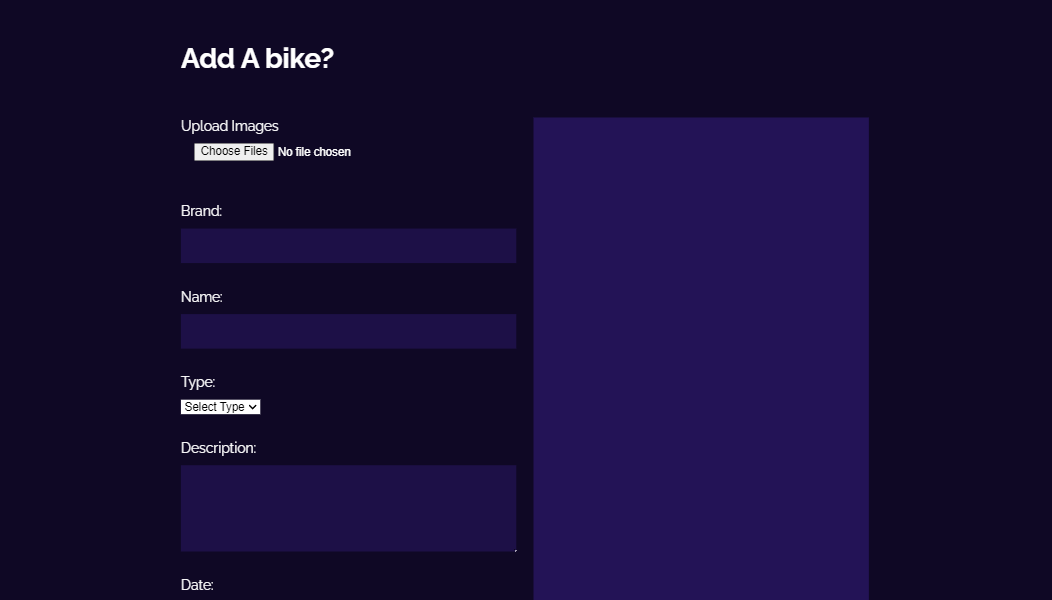 Add A bike?
Upload Images
Choose Files No file chosen
Brand:
Name:
Type:
Select Type
Description:
Date: